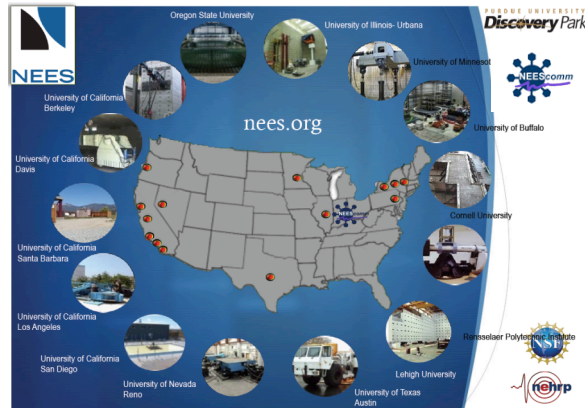 NEES
Oregon State University
University of Illinois- Urbana
University of Minnesot
University of California
Berkeley
University of Buffalo
nees.org
University of California
Davis
Cornell University
University of California
Santa Barbara
University of California
Los Angeles
Rensselaer Polytechnic Institute
University of California
San Diego
Lehigh University
University of Nevada
Reno
University of Texas
Austin
PURDUE UNIVERSITY
Discovery Park
NEEScomm
NEEScomm
NSF
nehrp